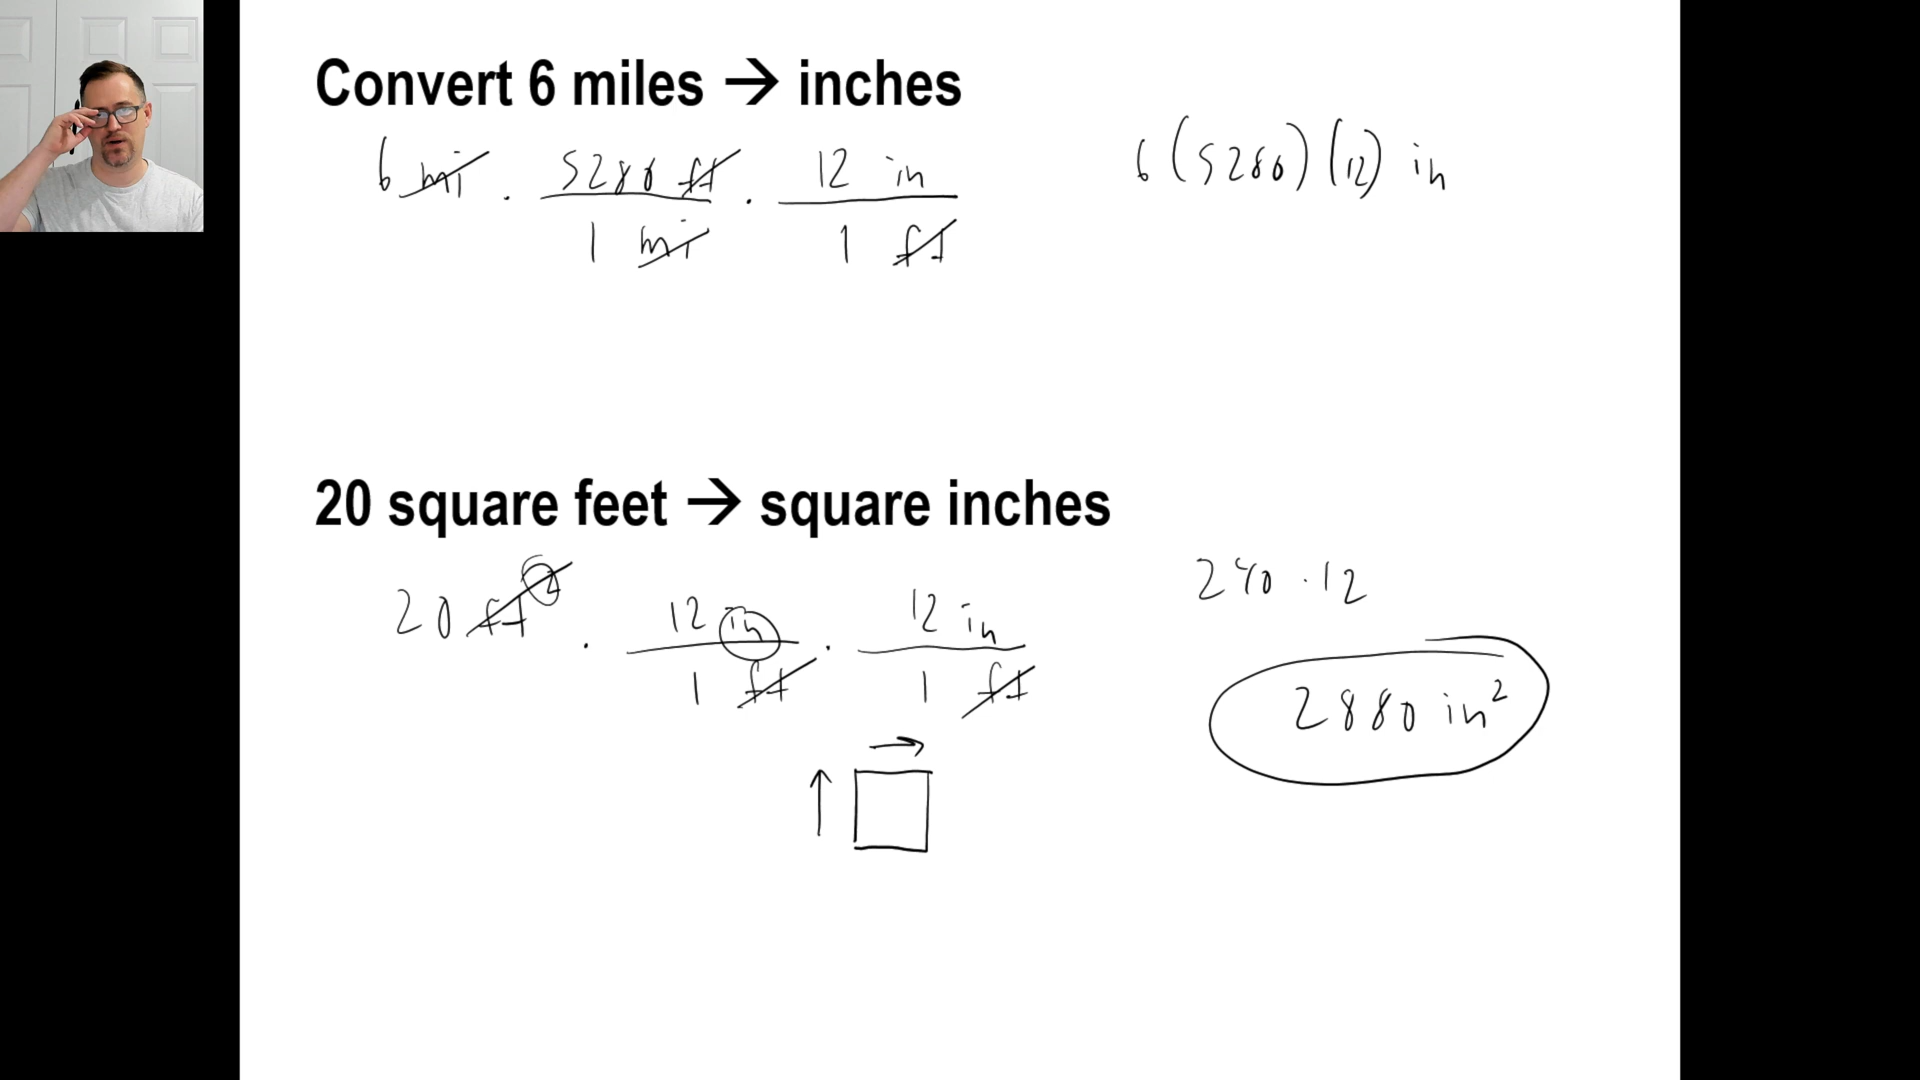 Convert 6 miles → inches
6 mi · 5280 ft / 1 mi · 12 in / 1 ft
6(5280)(12) in
20 square feet → square inches
20 ft² · 12 in / 1 ft · 12 in / 1 ft
240 · 12
2880 in²